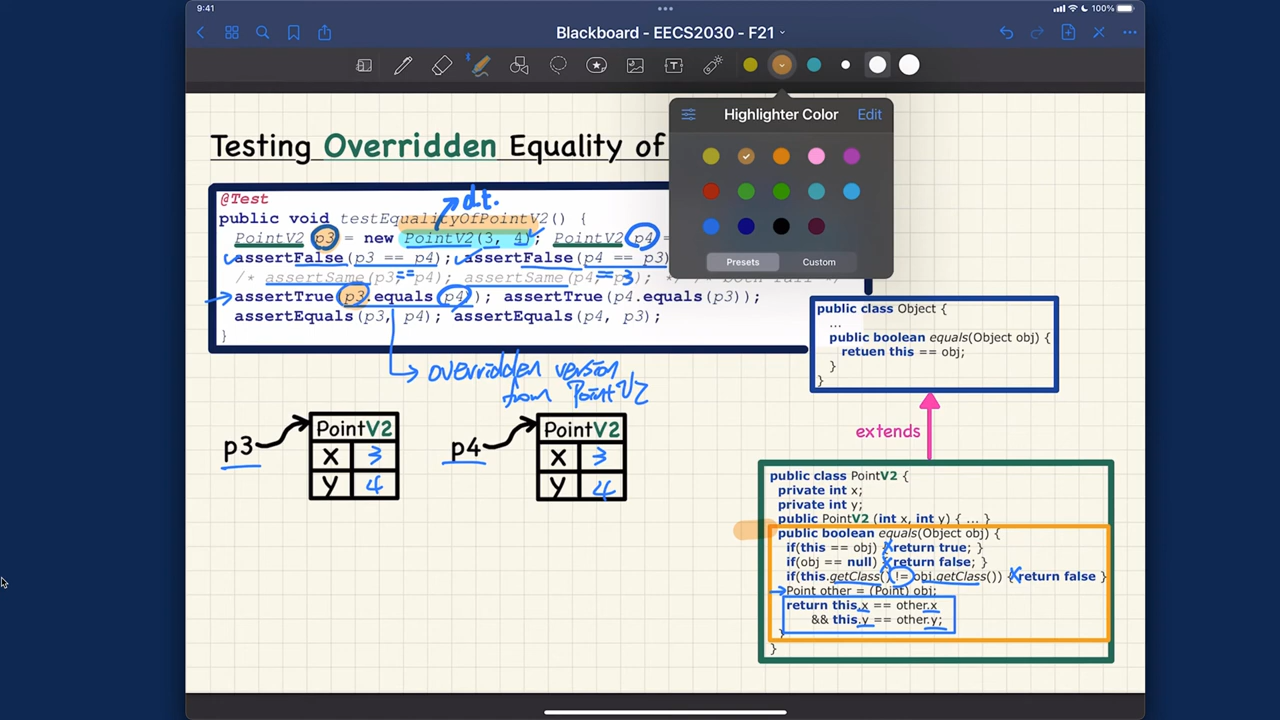 9:41
100%
Blackboard - EECS2030 - F21
Highlighter Color
Edit
Presets
Custom
Testing Overridden Equality of
@Test
d.t.
public void testEqualityOfPointV2() {
PointV2 p3 = new PointV2(3, 4); PointV2 p4 =
assertFalse(p3 == p4); assertFalse(p4 == p3)
/* assertSame(p3, p4); assertSame(p4, p3); */ /* both fail */
== ==
assertTrue(p3.equals(p4)); assertTrue(p4.equals(p3));
assertEquals(p3, p4); assertEquals(p4, p3);
}
overridden version
from PointV2
p3
PointV2
X 3
Y 4
p4
PointV2
X 3
Y 4
public class Object {
...
public boolean equals(Object obj) {
retuen this == obj;
}
}
extends
public class PointV2 {
private int x;
private int y;
public PointV2 (int x, int y) { ... }
public boolean equals(Object obj) {
if(this == obj) { return true; }
if(obj == null) { return false; }
if(this.getClass() != obj.getClass()) { return false }
Point other = (Point) obj;
return this.x == other.x
&& this.y == other.y;
}
}